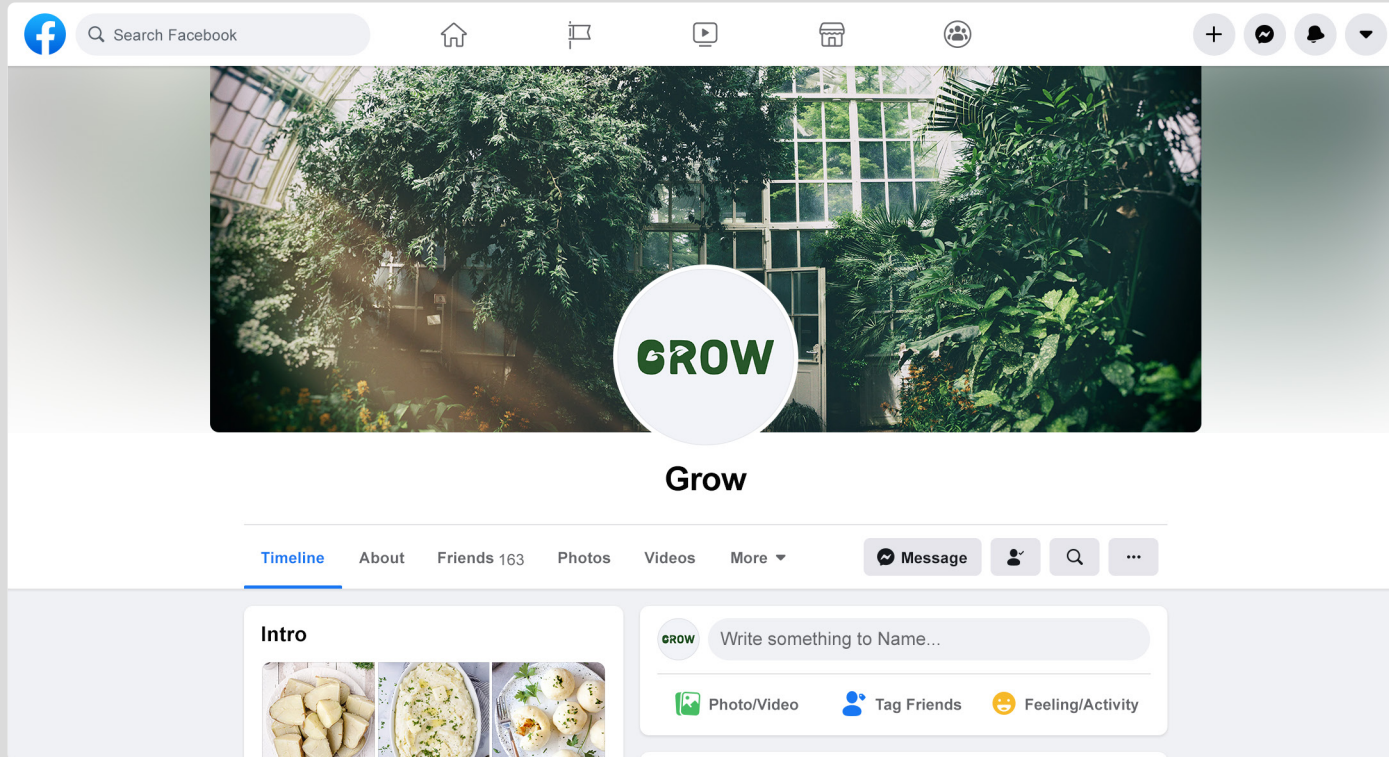 Search Facebook
GROW
Grow
Timeline About Friends 163 Photos Videos More Message
Intro
GROW Write something to Name...
Photo/Video Tag Friends Feeling/Activity